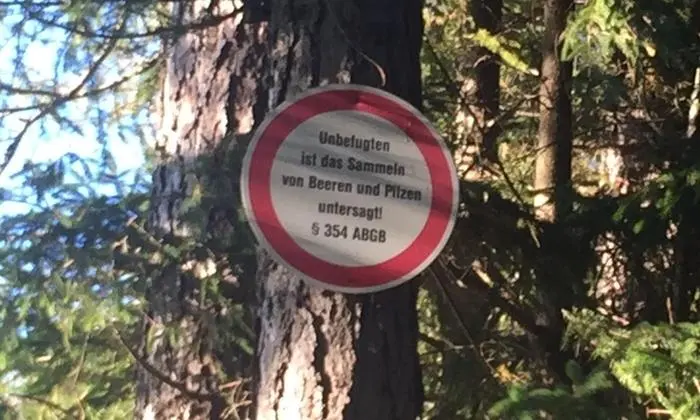 Unbefugten
ist das Sammeln
von Beeren und Pilzen
untersagt!
§ 354 ABGB